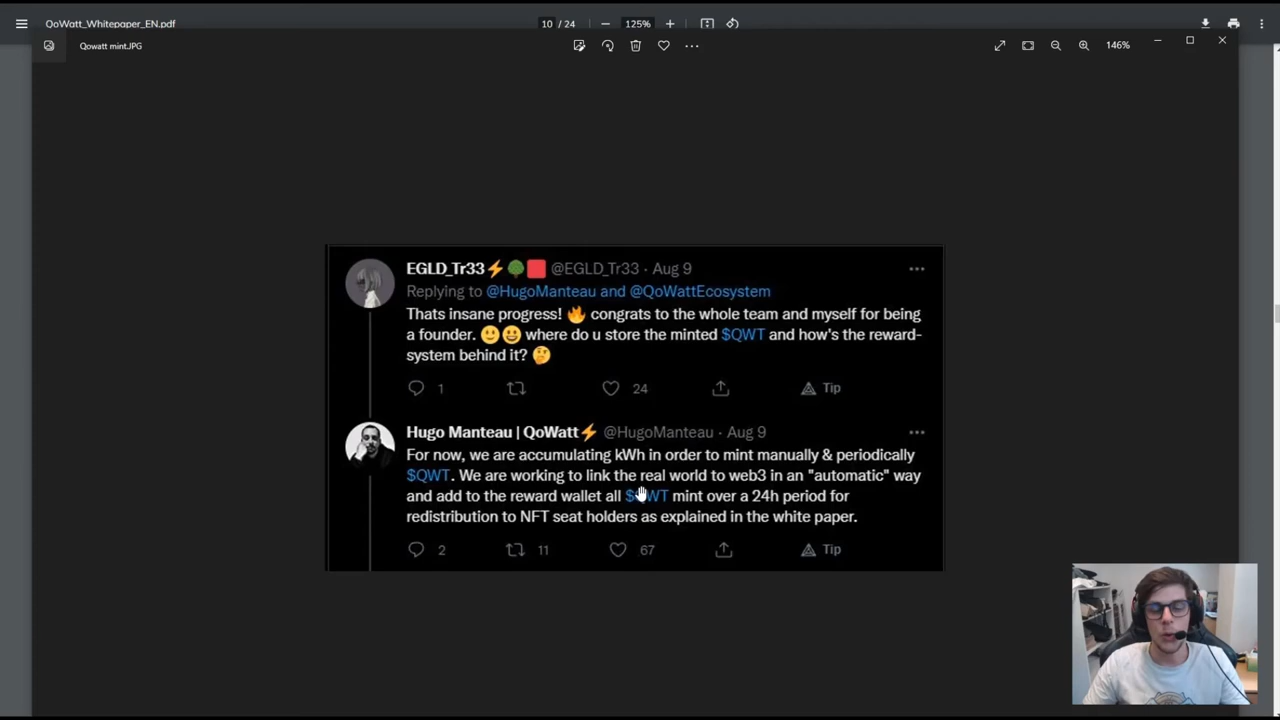 QoWatt_Whitepaper_EN.pdf
10 / 24
125%
Qowatt mint.JPG
146%
EGLD_Tr33⚡🌳🟥 @EGLD_Tr33 · Aug 9
Replying to @HugoManteau and @QoWattEcosystem
Thats insane progress! 🔥 congrats to the whole team and myself for being
a founder. 🙂😀 where do u store the minted $QWT and how's the reward-
system behind it? 🤔
1
24
Tip
Hugo Manteau | QoWatt⚡ @HugoManteau · Aug 9
For now, we are accumulating kWh in order to mint manually & periodically
$QWT. We are working to link the real world to web3 in an "automatic" way
and add to the reward wallet all $QWT mint over a 24h period for
redistribution to NFT seat holders as explained in the white paper.
2
11
67
Tip